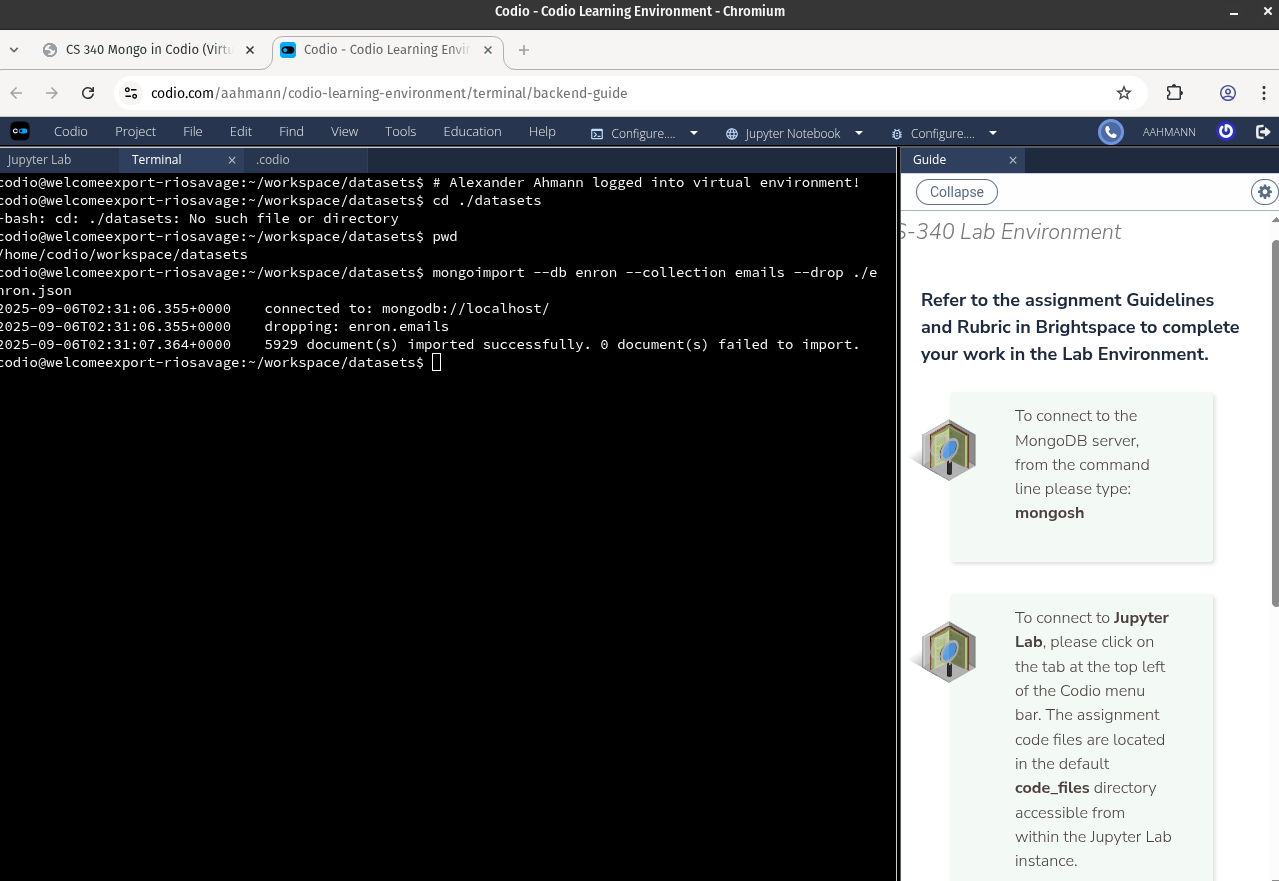 Codio - Codio Learning Environment - Chromium
CS 340 Mongo in Codio (Virtu
Codio - Codio Learning Envir
codio.com/aahmann/codio-learning-environment/terminal/backend-guide
Codio Project File Edit Find View Tools Education Help Configure.... Jupyter Notebook Configure.... AAHMANN
Jupyter Lab Terminal .codio
codio@welcomeexport-riosavage:~/workspace/datasets$ # Alexander Ahmann logged into virtual environment!
codio@welcomeexport-riosavage:~/workspace/datasets$ cd ./datasets
-bash: cd: ./datasets: No such file or directory
codio@welcomeexport-riosavage:~/workspace/datasets$ pwd
/home/codio/workspace/datasets
codio@welcomeexport-riosavage:~/workspace/datasets$ mongoimport --db enron --collection emails --drop ./e
nron.json
2025-09-06T02:31:06.355+0000    connected to: mongodb://localhost/
2025-09-06T02:31:06.355+0000    dropping: enron.emails
2025-09-06T02:31:07.364+0000    5929 document(s) imported successfully. 0 document(s) failed to import.
codio@welcomeexport-riosavage:~/workspace/datasets$
Guide
Collapse
S-340 Lab Environment
Refer to the assignment Guidelines
and Rubric in Brightspace to complete
your work in the Lab Environment.
To connect to the
MongoDB server,
from the command
line please type:
mongosh
To connect to Jupyter
Lab, please click on
the tab at the top left
of the Codio menu
bar. The assignment
code files are located
in the default
code_files directory
accessible from
within the Jupyter Lab
instance.